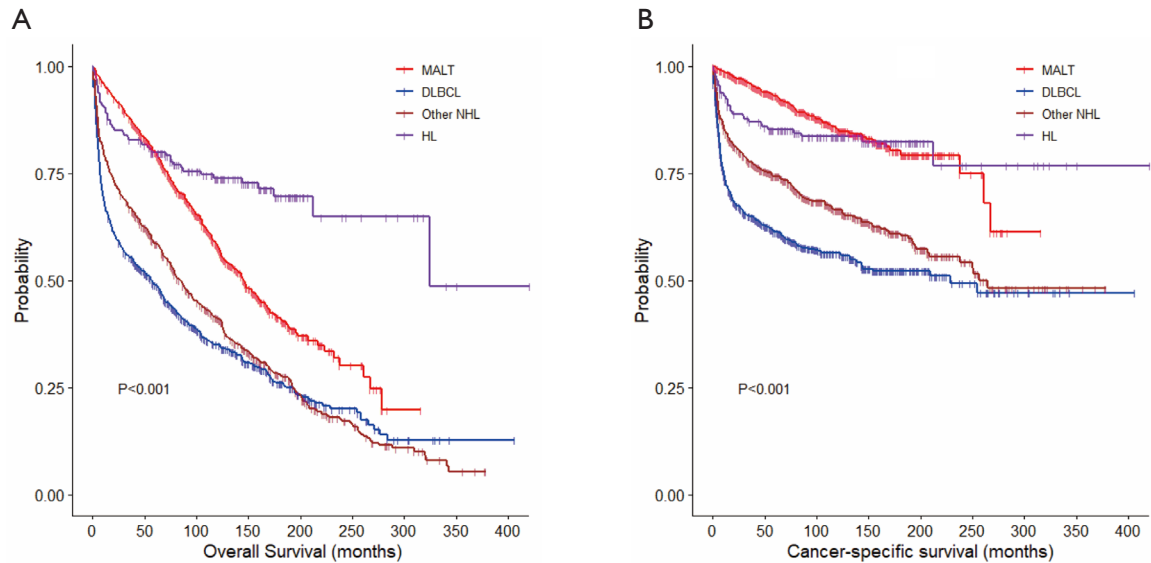 A
1.00
0.75
0.50
0.25
0.00
Probability
MALT
DLBCL
Other NHL
HL
P<0.001
0 50 100 150 200 250 300 350 400
Overall Survival (months)
B
1.00
0.75
0.50
0.25
0.00
Probability
MALT
DLBCL
Other NHL
HL
P<0.001
0 50 100 150 200 250 300 350 400
Cancer-specific survival (months)